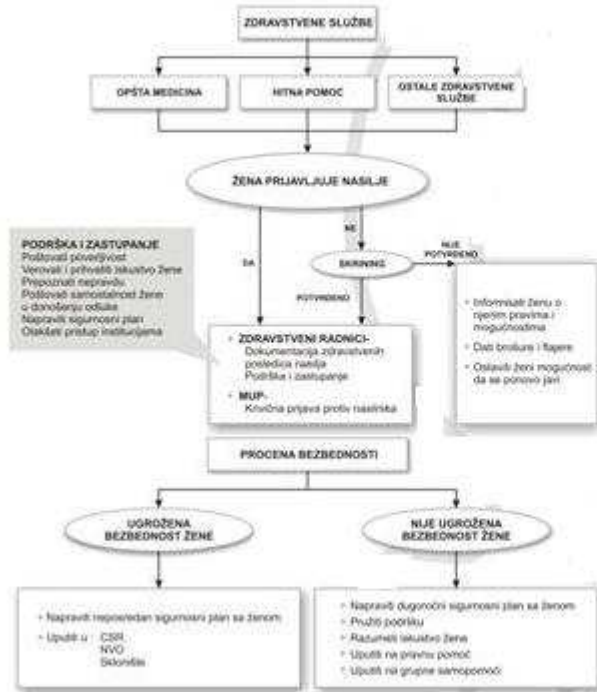 ZDRAVSTVENE SLUŽBE
OPŠTA MEDICINA
HITNA POMOĆ
OSTALE ZDRAVSTVENE
SLUŽBE
ŽENA PRIJAVLJUJE NASILJE
PODRŠKA I ZASTUPANJE
Poštovati poverljivost
Verovati i prihvatiti iskustvo žene
Prepoznati nepravdu
Poštovati samostalnost žene
u donošenju odluke
Napraviti sigurnosni plan
Olakšati pristup institucijama
DA
NE
SKRINING
NIJE
POTVRĐENO
POTVRĐENO
• ZDRAVSTVENI RADNICI-
Dokumentacija zdravstvenih
posledica nasilja
Podrška i zastupanje
• MUP-
Krivična prijava protiv nasilnika
• Informisati ženu o
njenim pravima i
mogućnostima
• Dati brošure i flajere
• Ostaviti ženi mogućnost
da se ponovo javi
PROCENA BEZBEDNOSTI
UGROŽENA
BEZBEDNOST ŽENE
NIJE UGROŽENA
BEZBEDNOST ŽENE
• Napraviti neposredan sigurnosni plan sa ženom
• Uputiti u CSR
NVO
Sklonište
• Napraviti dugoročni sigurnosni plan sa ženom
• Pružiti podršku
• Razumeti iskustvo žene
• Uputiti na pravnu pomoć
• Uputiti na grupe samopomoći